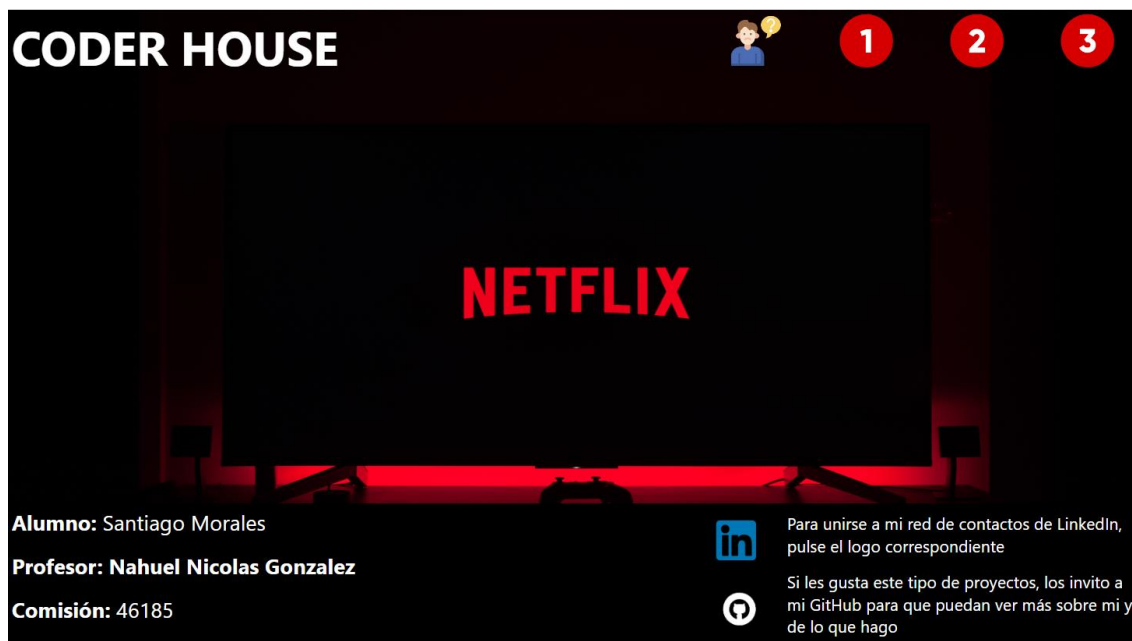 CODER HOUSE
?
1 2 3
NETFLIX
Alumno: Santiago Morales
Profesor: Nahuel Nicolas Gonzalez
Comisión: 46185
in
Para unirse a mi red de contactos de LinkedIn,
pulse el logo correspondiente
Si les gusta este tipo de proyectos, los invito a
mi GitHub para que puedan ver más sobre mi y
de lo que hago